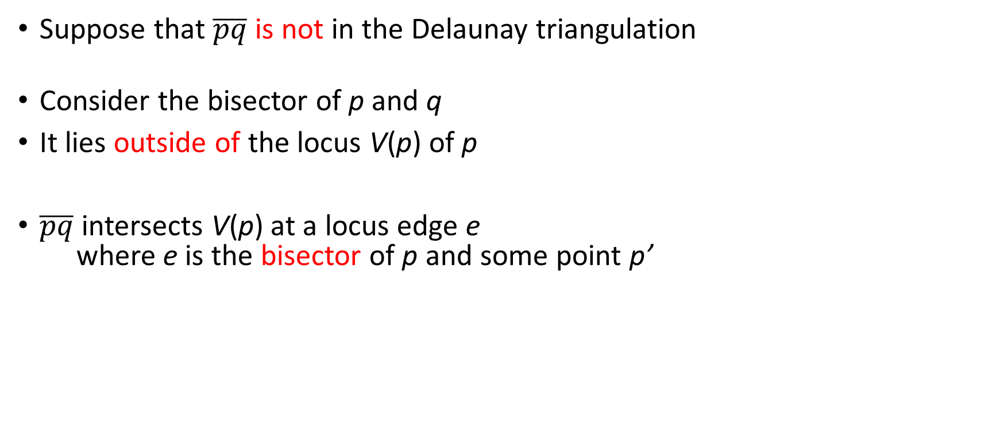 • Suppose that $\overline{pq}$ is not in the Delaunay triangulation
• Consider the bisector of p and q
• It lies outside of the locus V(p) of p
• $\overline{pq}$ intersects V(p) at a locus edge e
where e is the bisector of p and some point p′